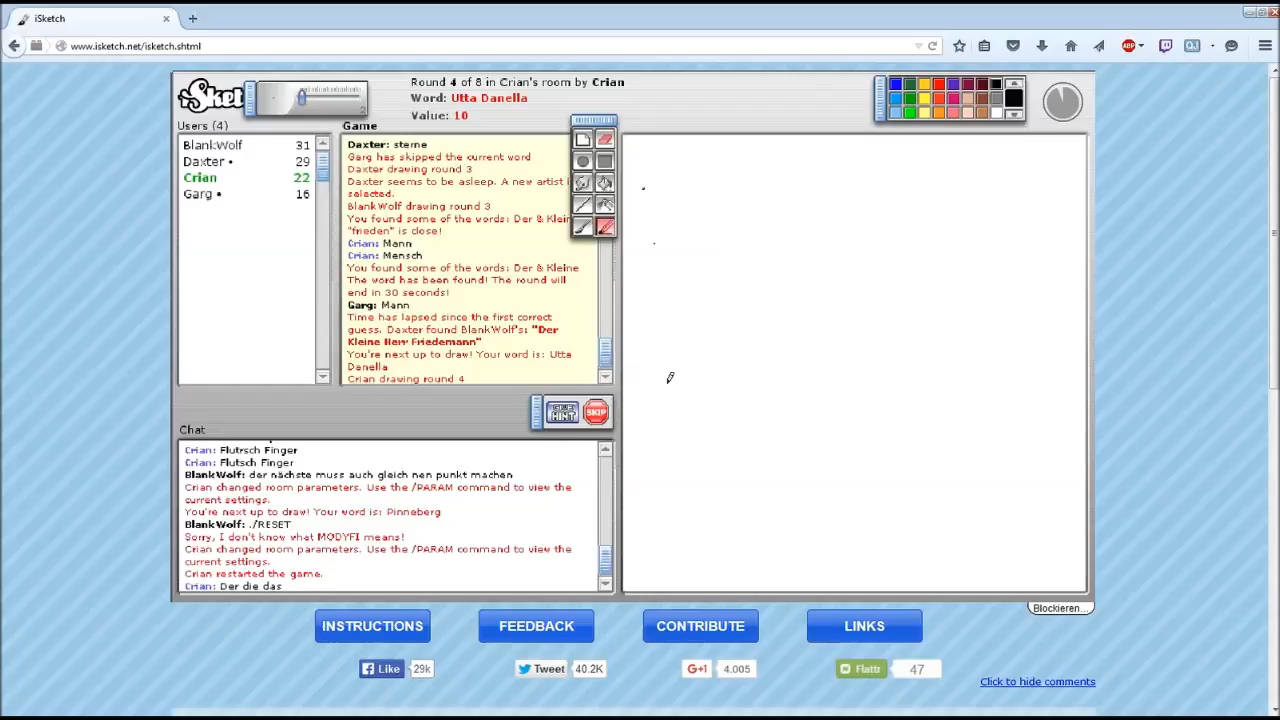 iSketch
www.isketch.net/isketch.shtml
ABP
iSket
2
Round 4 of 8 in Crian's room by Crian
Word: Utta Danella
Value: 10
Users (4)
BlankWolf 31
Daxter • 29
Crian 22
Garg • 16
Game
Daxter: sterne
Garg has skipped the current word
Daxter drawing round 3
Daxter seems to be asleep. A new artist i
selected.
BlankWolf drawing round 3
You found some of the words: Der & Klein
"frieden" is close!
Crian: Mann
Crian: Mensch
You found some of the words: Der & Kleine
The word has been found! The round will
end in 30 seconds!
Garg: Mann
Time has lapsed since the first correct
guess. Daxter found BlankWolf's: "Der
Kleine Herr Friedemann"
You're next up to draw! Your word is: Utta
Danella
Crian drawing round 4
HINT
SKIP
Chat
Crian: Flutrsch Finger
Crian: Flutsch Finger
BlankWolf: der nächste muss auch gleich nen punkt machen
Crian changed room parameters. Use the /PARAM command to view the
current settings.
You're next up to draw! Your word is: Pinneberg
BlankWolf: ./RESET
Sorry, I don't know what MODYFI means!
Crian changed room parameters. Use the /PARAM command to view the
current settings.
Crian restarted the game.
Crian: Der die das
Blockieren...
INSTRUCTIONS
FEEDBACK
CONTRIBUTE
LINKS
Like 29k
Tweet 40.2K
G+1 4.005
Flattr 47
Click to hide comments